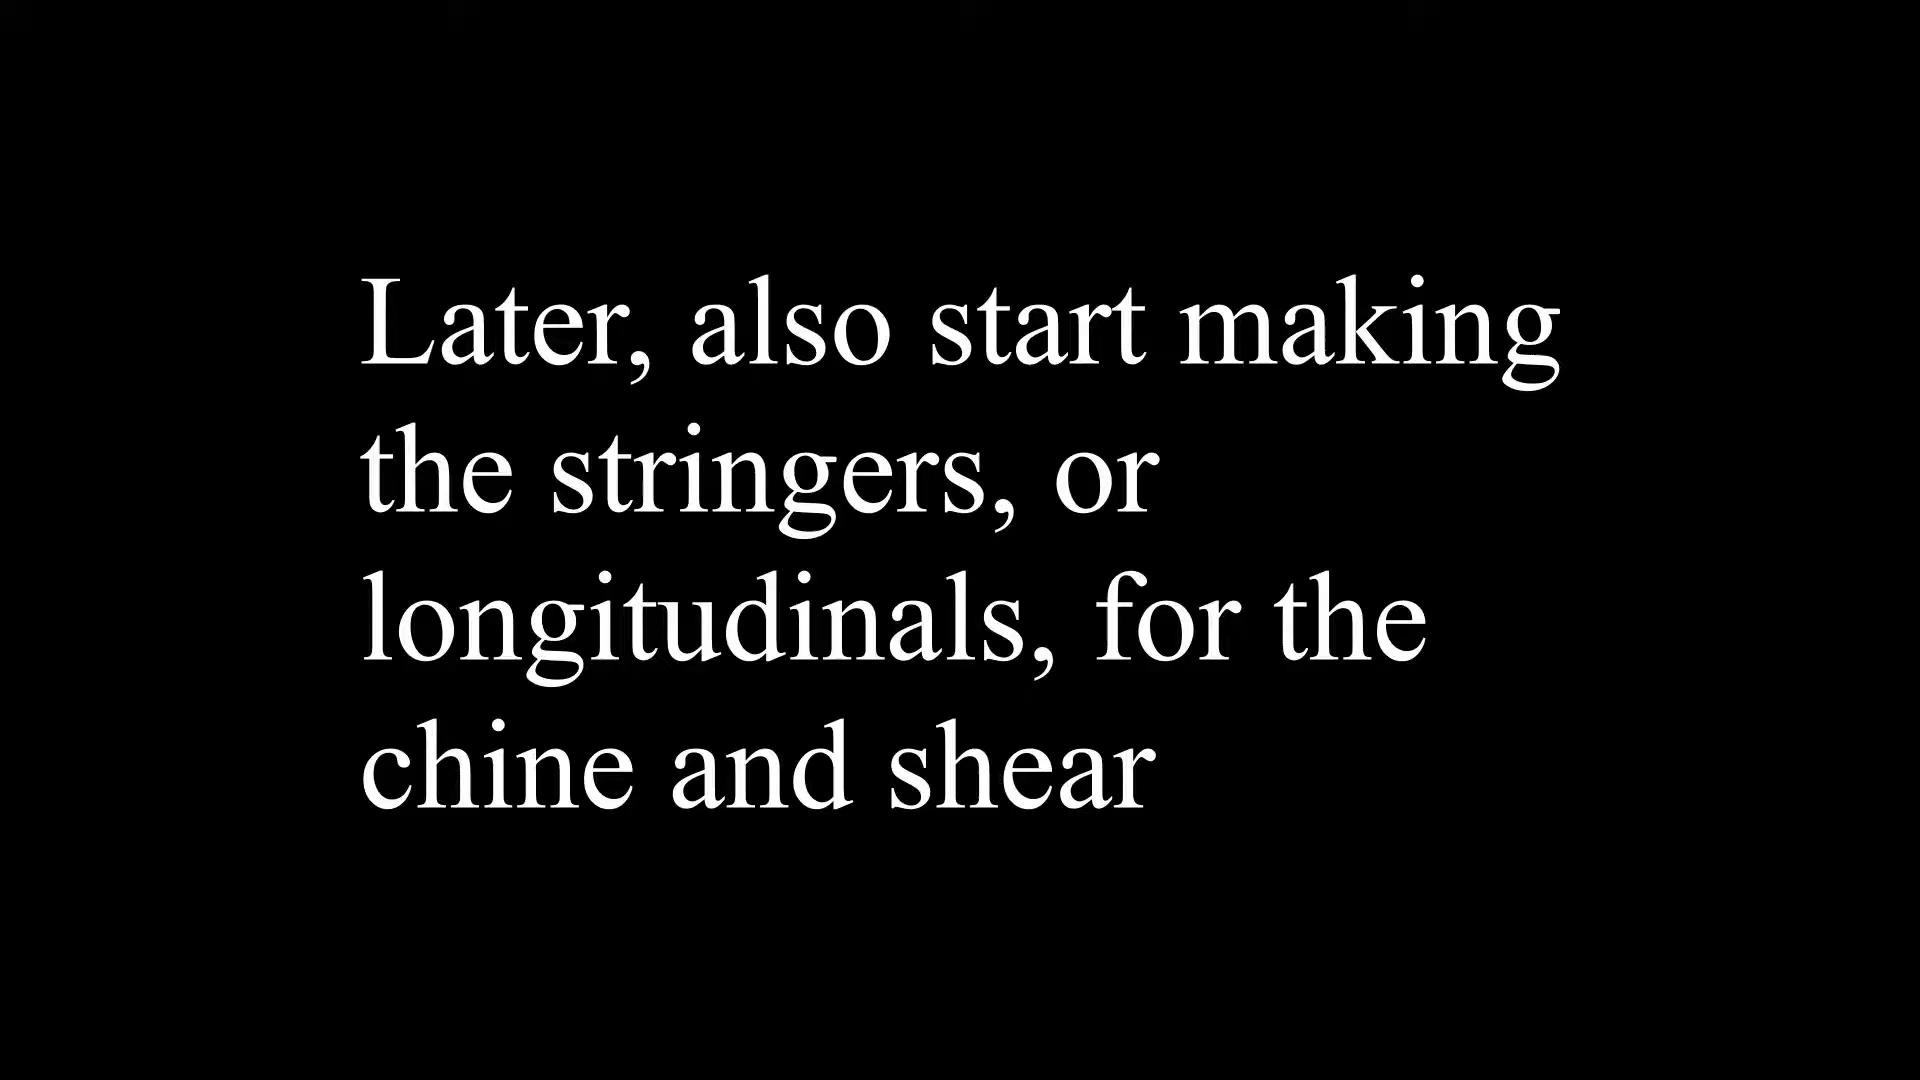 Later, also start making
the stringers, or
longitudinals, for the
chine and shear